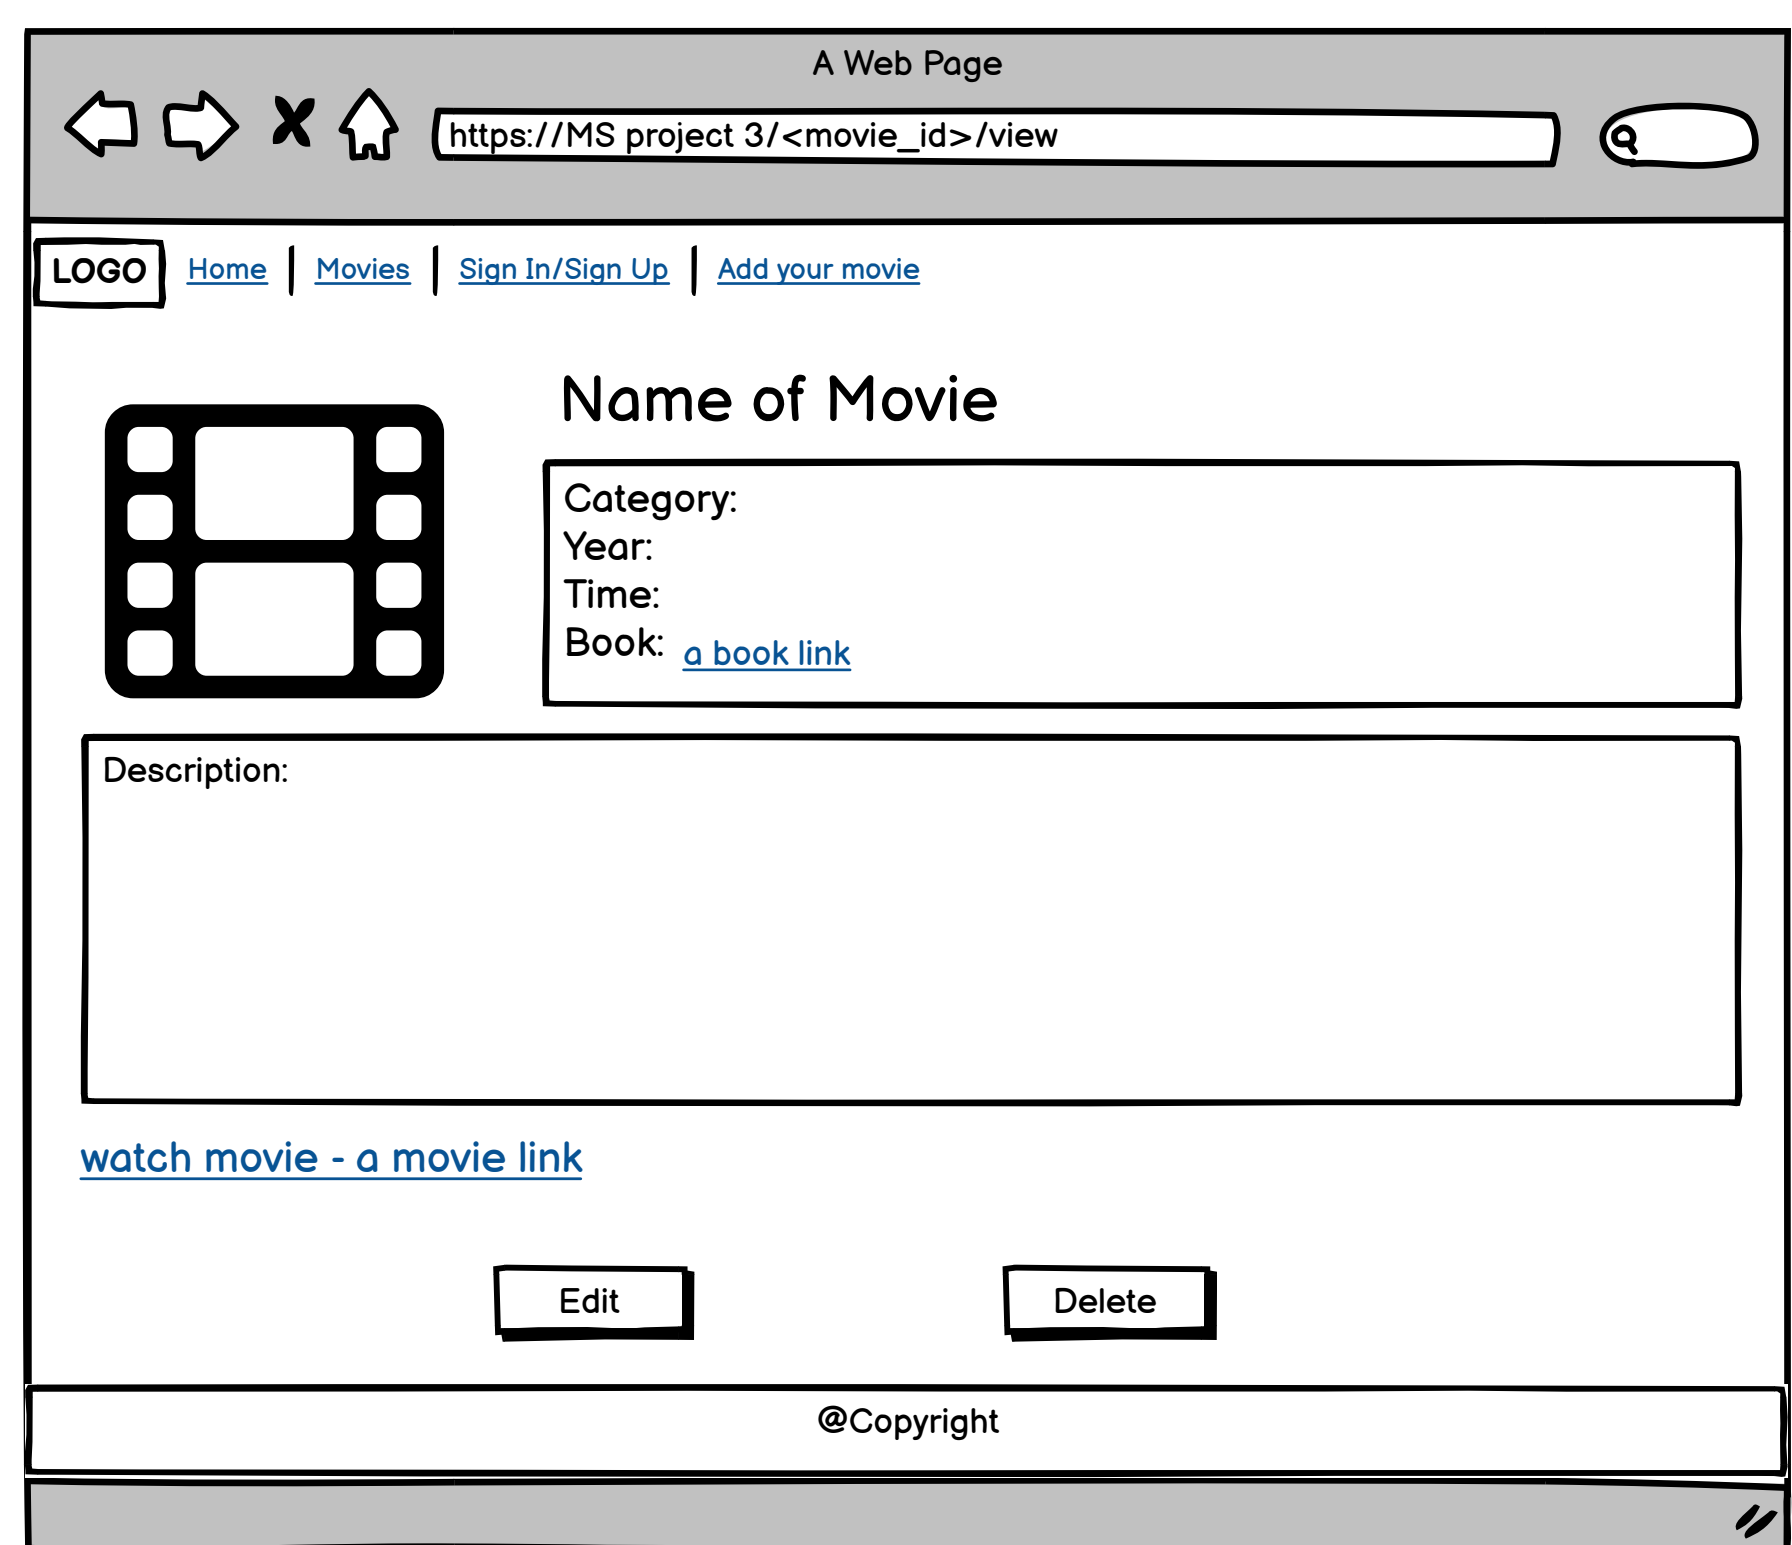 A Web Page
https://MS project 3/<movie_id>/view
LOGO Home Movies Sign In/Sign Up Add your movie
Name of Movie
Category:
Year:
Time:
Book: a book link
Description:
watch movie - a movie link
Edit Delete
@Copyright